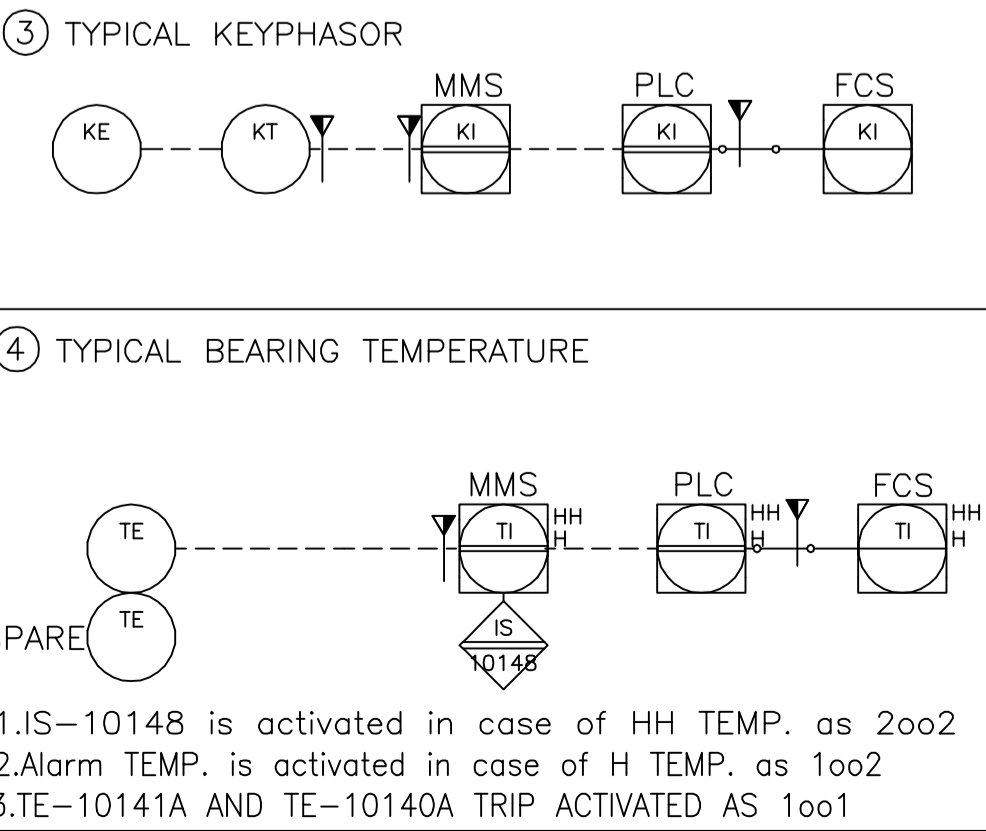 3 TYPICAL KEYPHASOR
MMS PLC FCS
KE KT KI KI KI
4 TYPICAL BEARING TEMPERATURE
MMS PLC FCS
TE TI HH TI HH TI HH
H H H
TE
IS
10148
1.IS-10148 is activated in case of HH TEMP. as 2oo2
2.Alarm TEMP. is activated in case of H TEMP. as 1oo2
3.TE-10141A AND TE-10140A TRIP ACTIVATED AS 1oo1